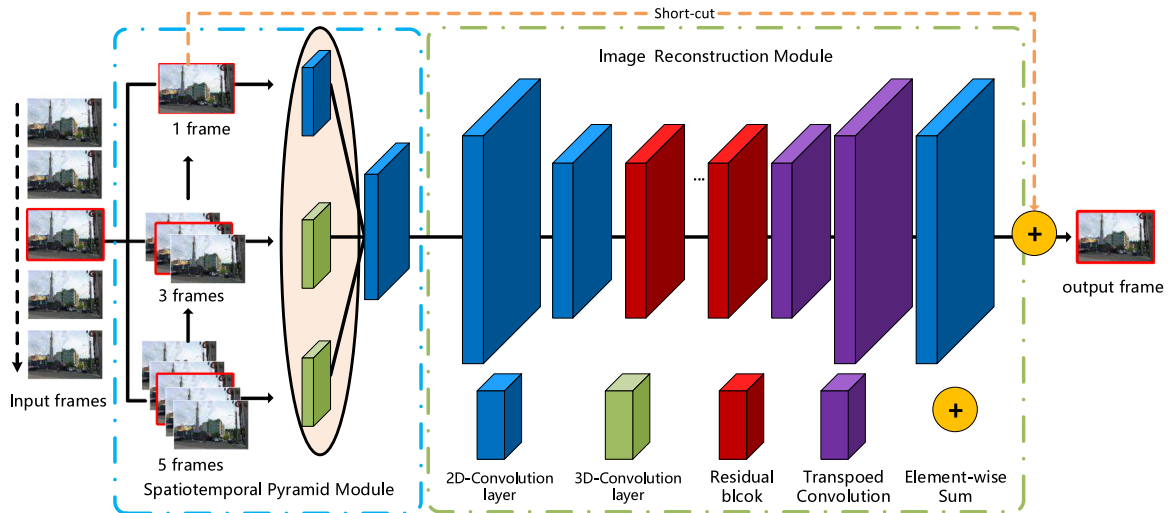 Short-cut
Image Reconstruction Module
1 frame
3 frames
5 frames
Input frames
Spatiotemporal Pyramid Module
...
+
output frame
+
2D-Convolution
layer
3D-Convolution
layer
Residual
blcok
Transpoed
Convolution
Element-wise
Sum